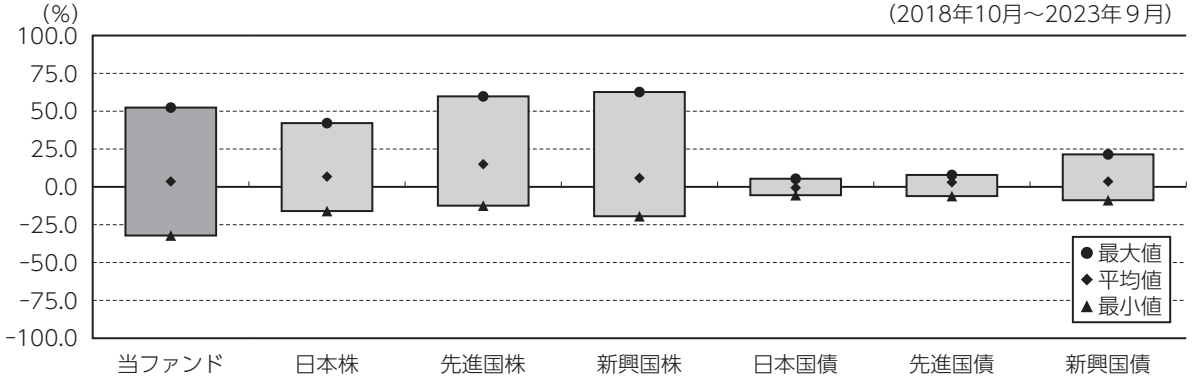 (%)
(2018年10月～2023年９月)
100.0
75.0
50.0
25.0
0.0
-25.0
-50.0
-75.0
-100.0
最大値
平均値
最小値
当ファンド 日本株 先進国株 新興国株 日本国債 先進国債 新興国債